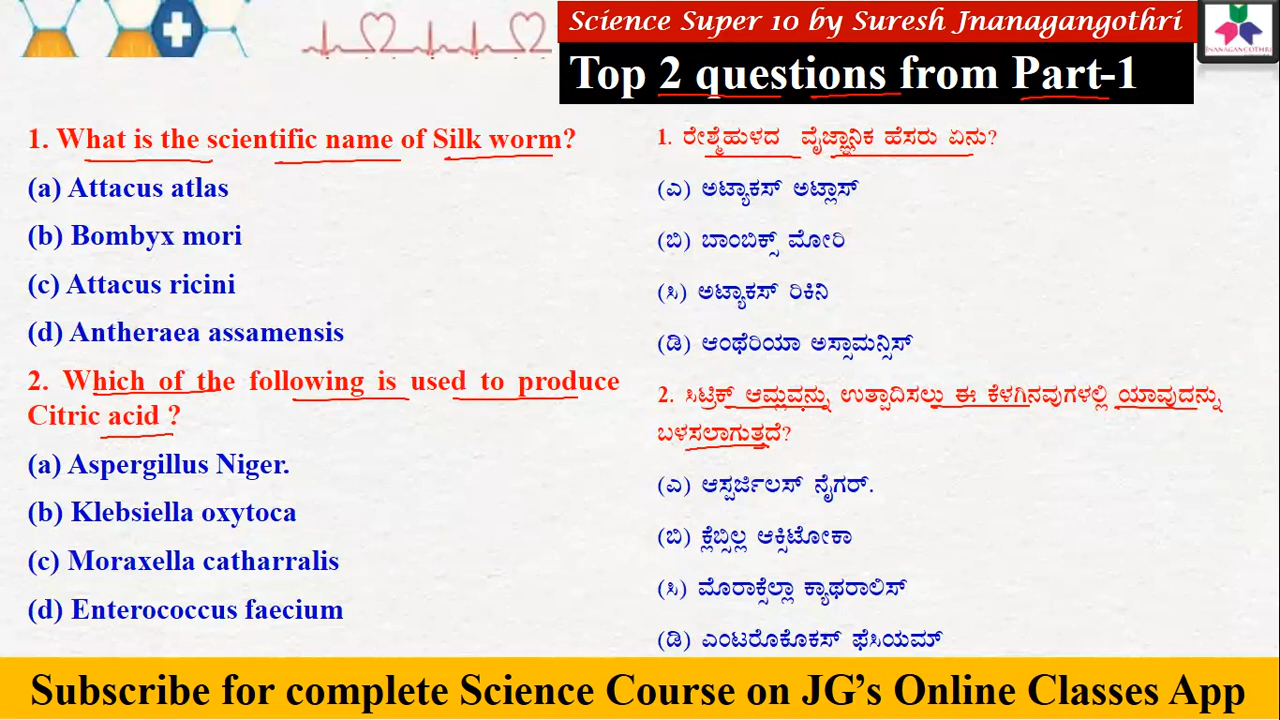 Science Super 10 by Suresh Jnanagangothri
JNANAGANGOTHRI
Top 2 questions from Part-1
1. What is the scientific name of Silk worm?
(a) Attacus atlas
(b) Bombyx mori
(c) Attacus ricini
(d) Antheraea assamensis
2. Which of the following is used to produce
Citric acid ?
(a) Aspergillus Niger.
(b) Klebsiella oxytoca
(c) Moraxella catharralis
(d) Enterococcus faecium
1. ರೇಶ್ಮೆಹುಳದ ವೈಜ್ಞಾನಿಕ ಹೆಸರು ಏನು?
(ಎ) ಅಟ್ಯಾಕಸ್ ಅಟ್ಲಾಸ್
(ಬಿ) ಬಾಂಬಿಕ್ಸ್ ಮೋರಿ
(ಸಿ) ಅಟ್ಯಾಕಸ್ ರಿಕಿನಿ
(ಡಿ) ಆಂಥೆರಿಯಾ ಅಸ್ಸಾಮನ್ಸಿಸ್
2. ಸಿಟ್ರಿಕ್ ಆಮ್ಲವನ್ನು ಉತ್ಪಾದಿಸಲು ಈ ಕೆಳಗಿನವುಗಳಲ್ಲಿ ಯಾವುದನ್ನು
ಬಳಸಲಾಗುತ್ತದೆ?
(ಎ) ಆಸ್ಪರ್ಜಿಲಸ್ ನೈಗರ್.
(ಬಿ) ಕ್ಲೆಬ್ಸಿಲ್ಲ ಆಕ್ಸಿಟೋಕಾ
(ಸಿ) ಮೊರಾಕ್ಸೆಲ್ಲಾ ಕ್ಯಾಥರಾಲಿಸ್
(ಡಿ) ಎಂಟರೊಕೊಕಸ್ ಫೆಸಿಯಮ್
Subscribe for complete Science Course on JG’s Online Classes App